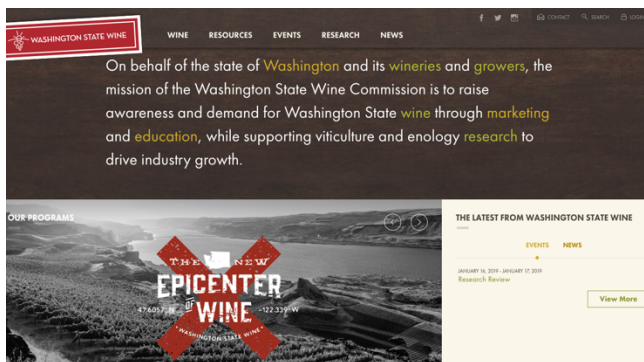 CONTACT SEARCH LOGIN
WASHINGTON STATE WINE WINE RESOURCES EVENTS RESEARCH NEWS
On behalf of the state of Washington and its wineries and growers, the
mission of the Washington State Wine Commission is to raise
awareness and demand for Washington State wine through marketing
and education, while supporting viticulture and enology research to
drive industry growth.
OUR PROGRAMS
THE NEW
EPICENTER
OF
WINE
47.6057° N -122.339° W
WASHINGTON STATE WINE
THE LATEST FROM WASHINGTON STATE WINE
EVENTS NEWS
JANUARY 16, 2019 - JANUARY 17, 2019
Research Review
View More